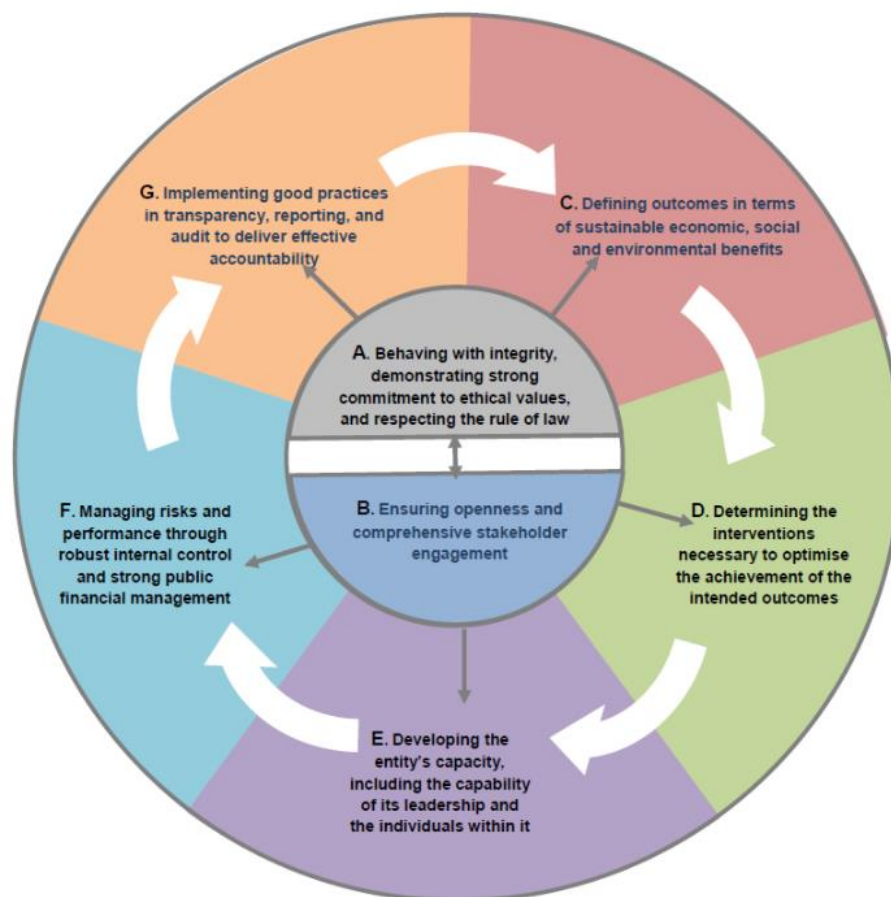 G. Implementing good practices
in transparency, reporting, and
audit to deliver effective
accountability
C. Defining outcomes in terms
of sustainable economic, social
and environmental benefits
A. Behaving with integrity,
demonstrating strong
commitment to ethical values,
and respecting the rule of law
B. Ensuring openness and
comprehensive stakeholder
engagement
F. Managing risks and
performance through
robust internal control
and strong public
financial management
D. Determining the
interventions
necessary to optimise
the achievement of the
intended outcomes
E. Developing the
entity's capacity,
including the capability
of its leadership and
the individuals within it